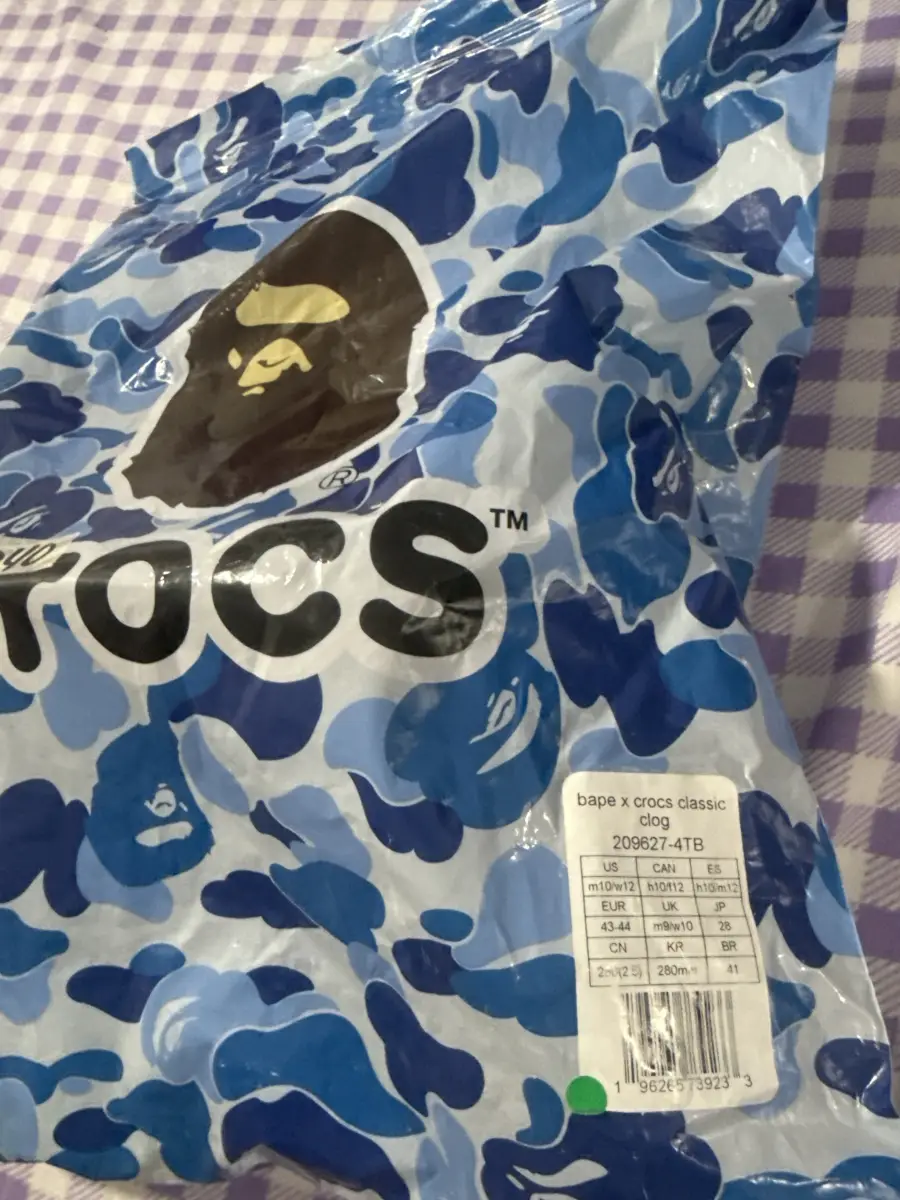 ®
rocs™
bape x crocs classic
clog
209627-4TB
US CAN ES
m10/w12 h10/f12 h10/m12
EUR UK JP
43-44 m9/w10 28
CN KR BR
280m 41
1 3